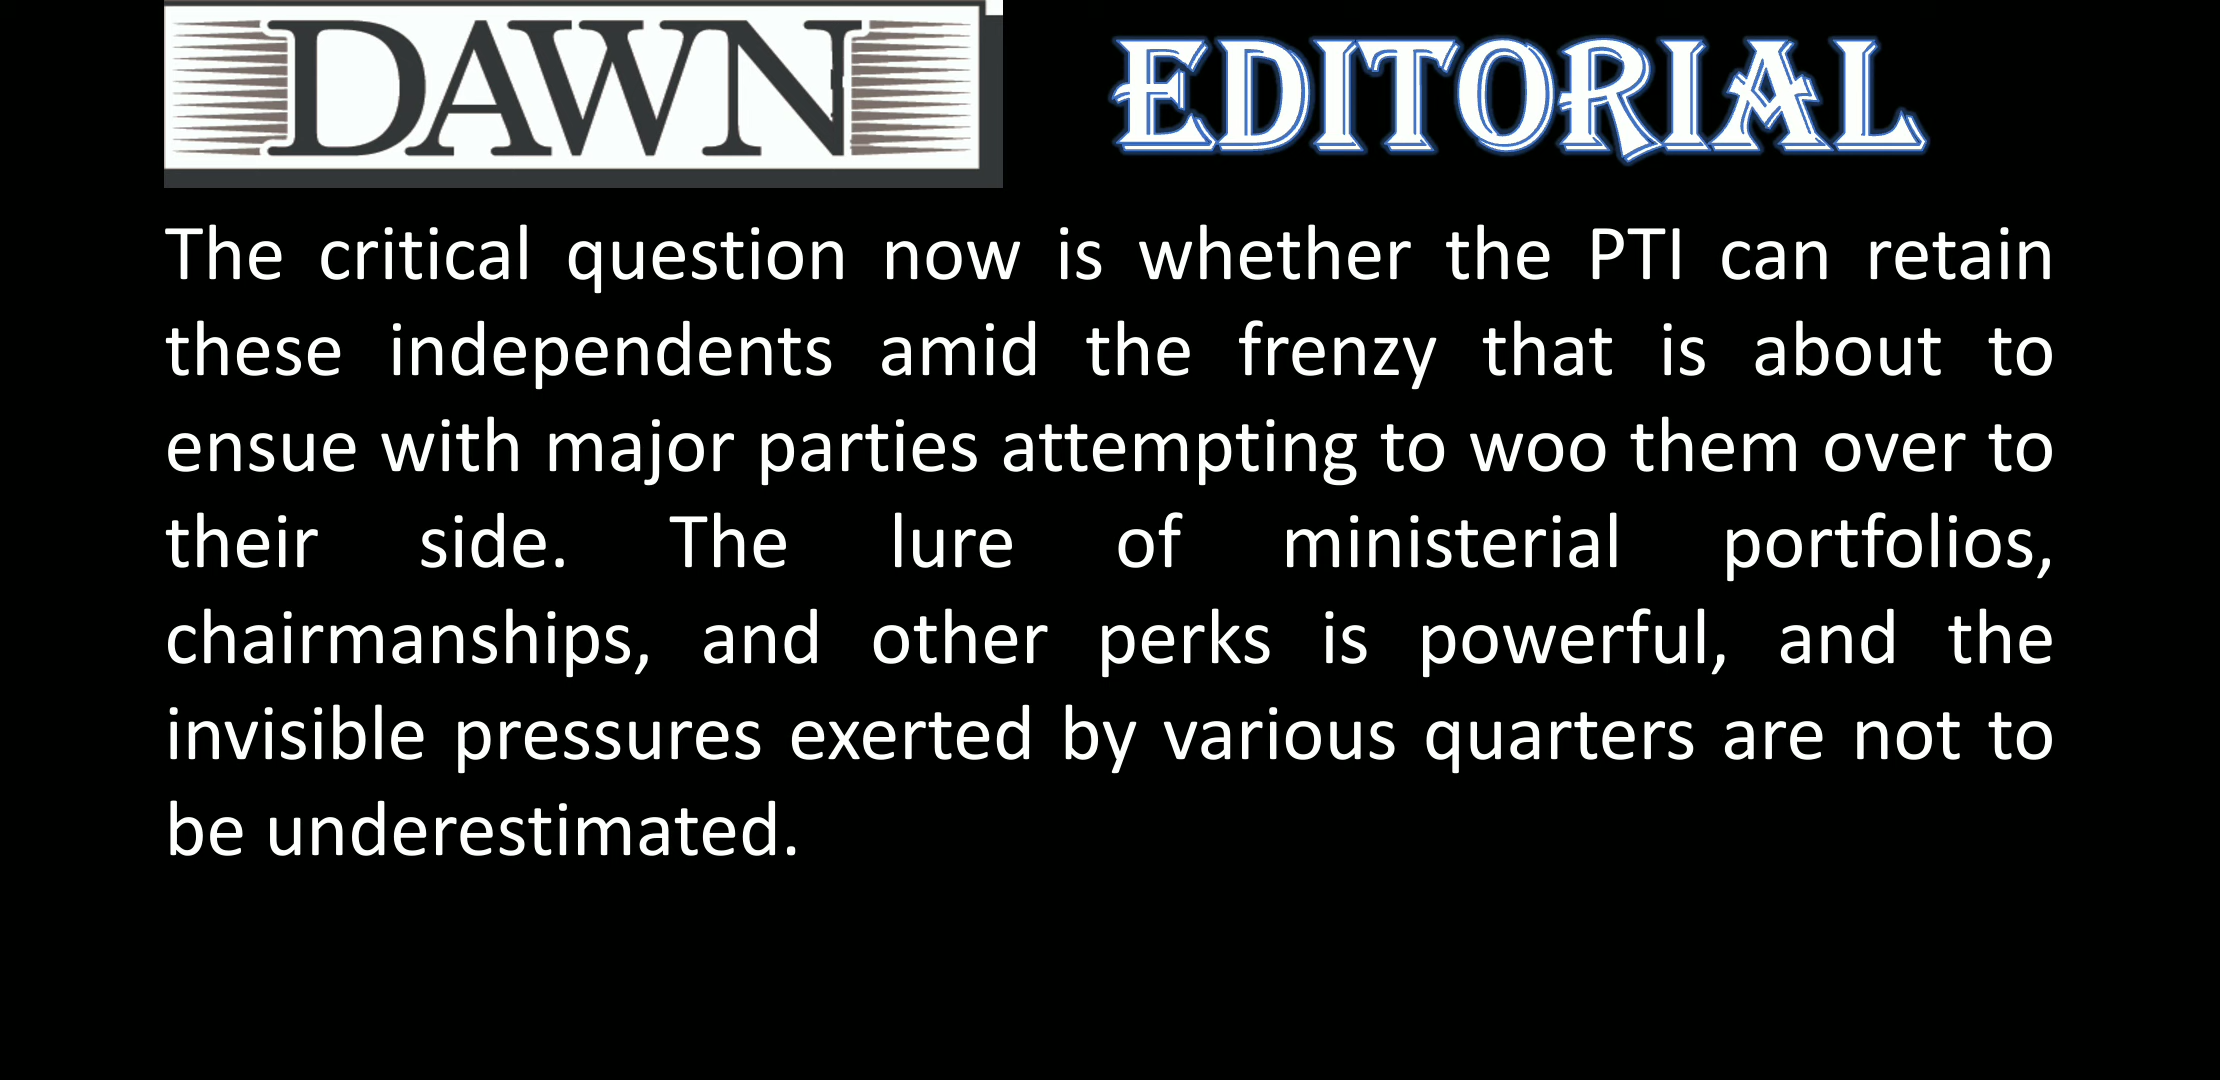 DAWN
EDITORIAL
The critical question now is whether the PTI can retain
these independents amid the frenzy that is about to
ensue with major parties attempting to woo them over to
their side. The lure of ministerial portfolios,
chairmanships, and other perks is powerful, and the
invisible pressures exerted by various quarters are not to
be underestimated.